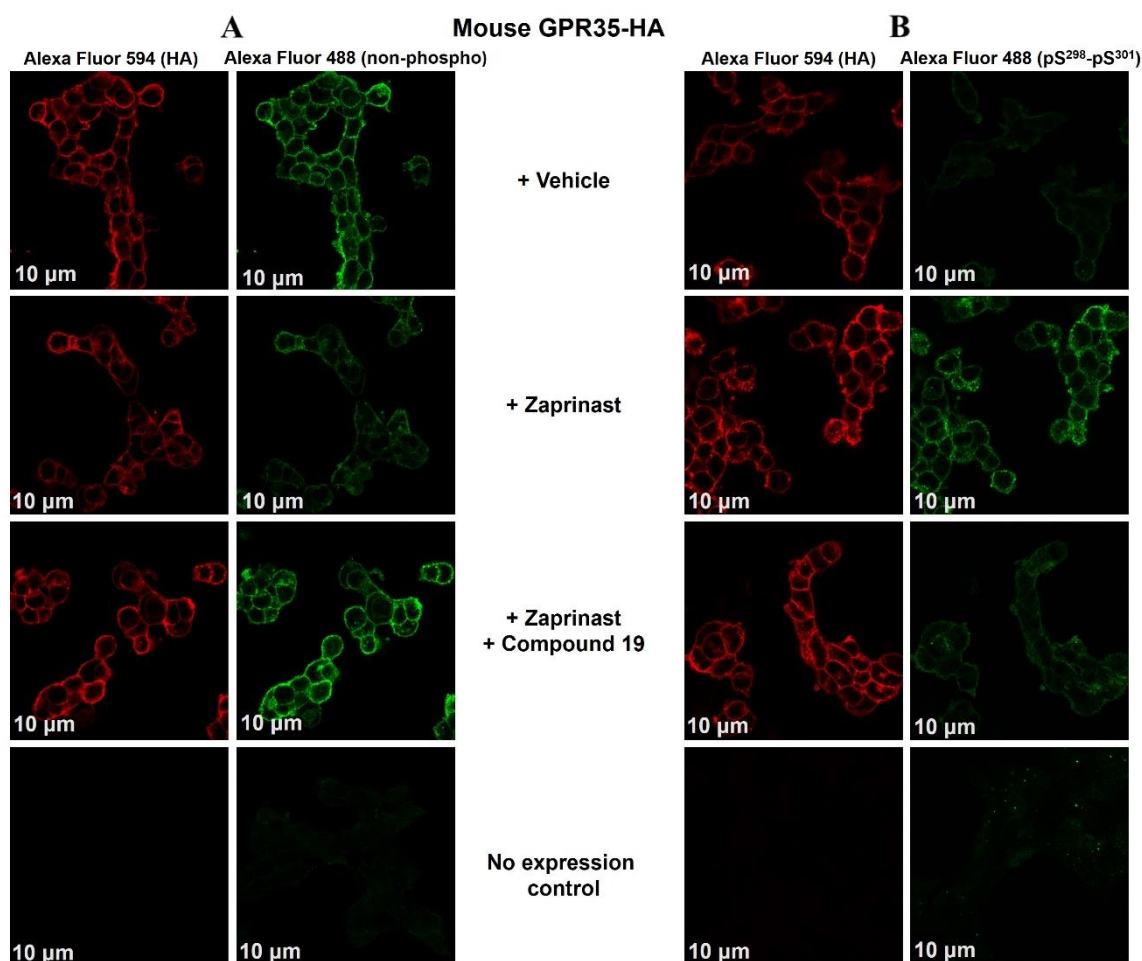 A
Mouse GPR35-HA
B
Alexa Fluor 594 (HA)
Alexa Fluor 488 (non-phospho)
Alexa Fluor 594 (HA)
Alexa Fluor 488 (pS²⁹⁸-pS³⁰¹)
10 µm
10 µm
+ Vehicle
10 µm
10 µm
10 µm
10 µm
+ Zaprinast
10 µm
10 µm
10 µm
10 µm
+ Zaprinast
+ Compound 19
10 µm
10 µm
10 µm
10 µm
No expression
control
10 µm
10 µm